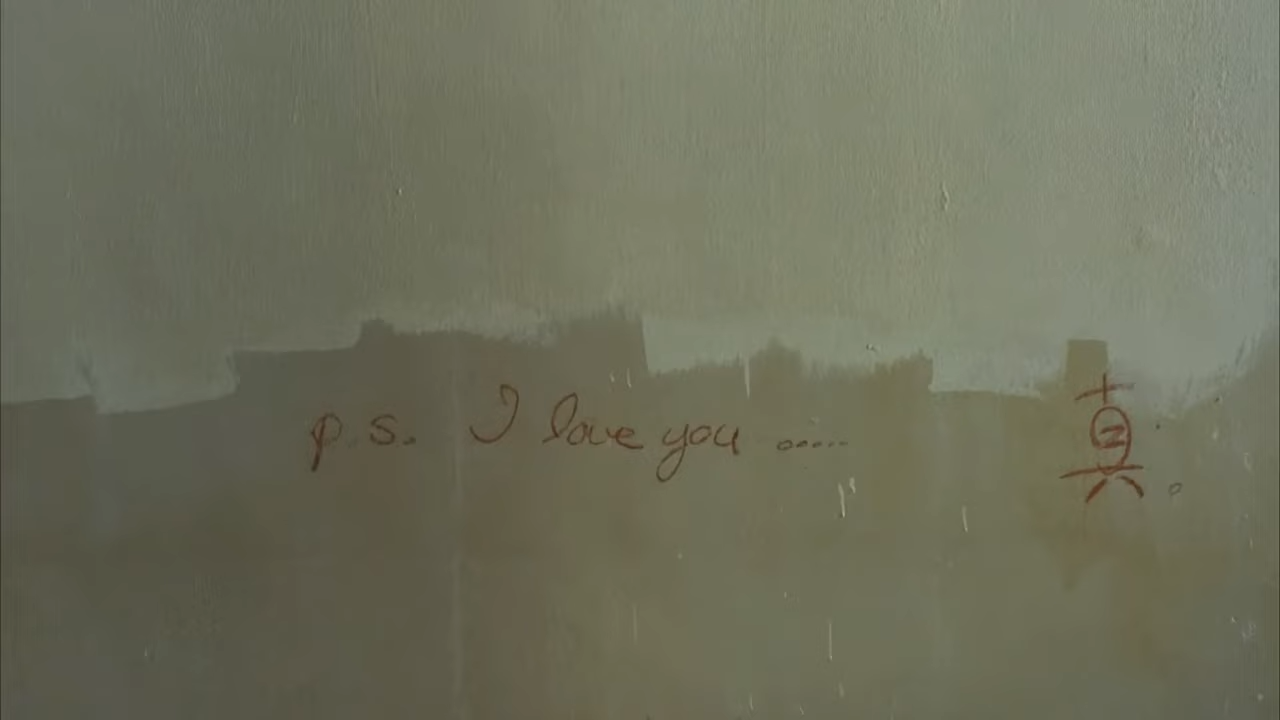 p.s. I love you ..... 真。